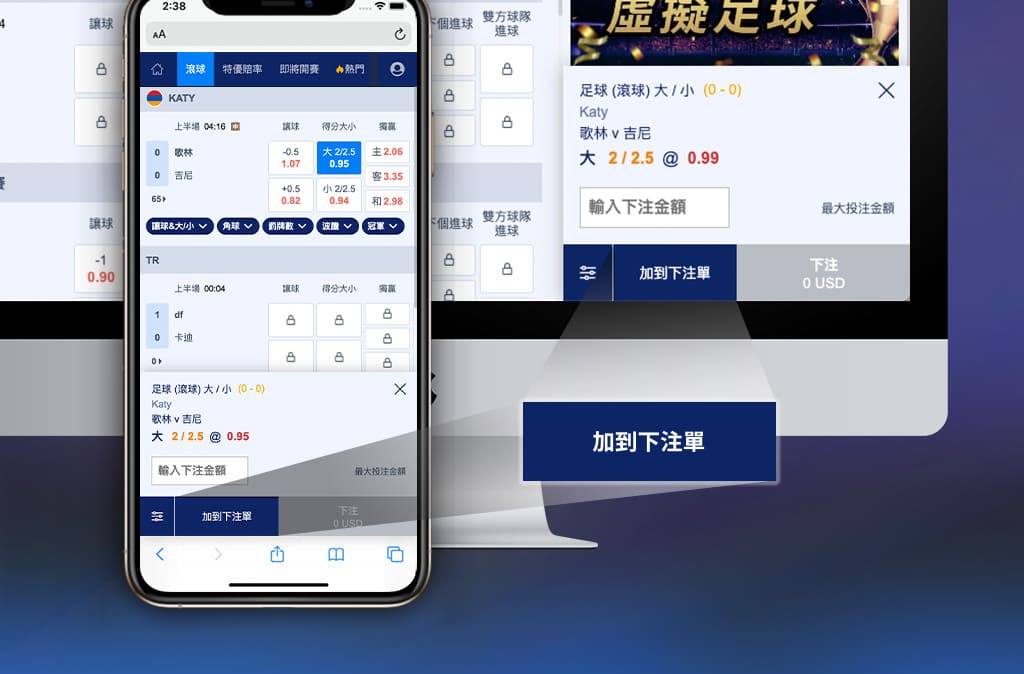 2:38
AA
滾球
特優賠率
即將開賽
熱門
KATY
上半場 04:16
讓球
得分大小
獨贏
0
歌林
0
吉尼
65
-0.5
1.07
大 2/2.5
0.95
主 2.06
客 3.35
+0.5
0.82
小 2/2.5
0.94
和 2.98
讓球&大/小
角球
罰牌數
波膽
冠軍
TR
上半場 00:04
讓球
得分大小
獨贏
1
df
0
卡迪
0
足球 (滾球) 大 / 小 (0 - 0)
Katy
歌林 v 吉尼
大 2 / 2.5 @ 0.95
輸入下注金額
最大投注金額
加到下注單
下注
0 USD
讓球
讓球
-1
0.90
個進球
雙方球隊
進球
個進球
雙方球隊
進球
虛擬足球
足球 (滾球) 大 / 小 (0 - 0)
Katy
歌林 v 吉尼
大 2 / 2.5 @ 0.99
輸入下注金額
最大投注金額
加到下注單
下注
0 USD
加到下注單